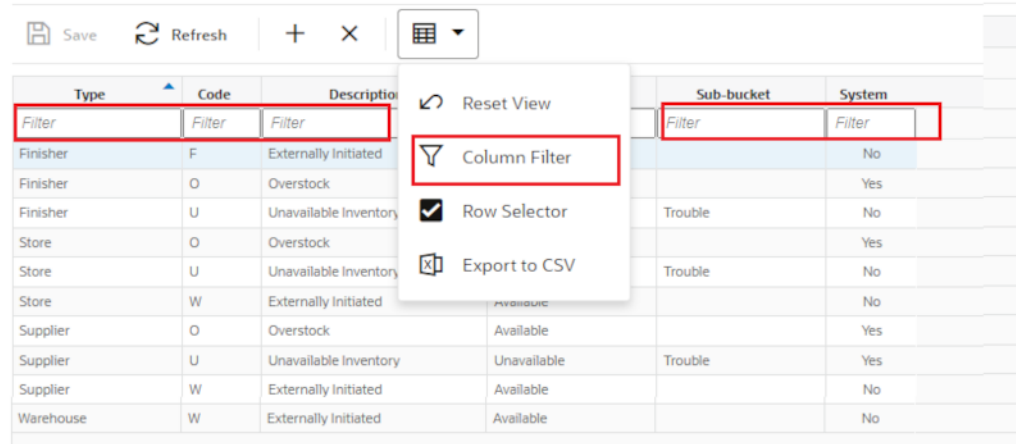 Save Refresh
Type Code Descriptio Sub-bucket System
Filter Filter Filter Filter Filter
Reset View
Column Filter
Row Selector
Export to CSV
Finisher F Externally Initiated No
Finisher O Overstock Yes
Finisher U Unavailable Inventory Trouble No
Store O Overstock Yes
Store U Unavailable Inventory Trouble No
Store W Externally Initiated Available No
Supplier O Overstock Available Yes
Supplier U Unavailable Inventory Unavailable Trouble Yes
Supplier W Externally Initiated Available No
Warehouse W Externally Initiated Available No